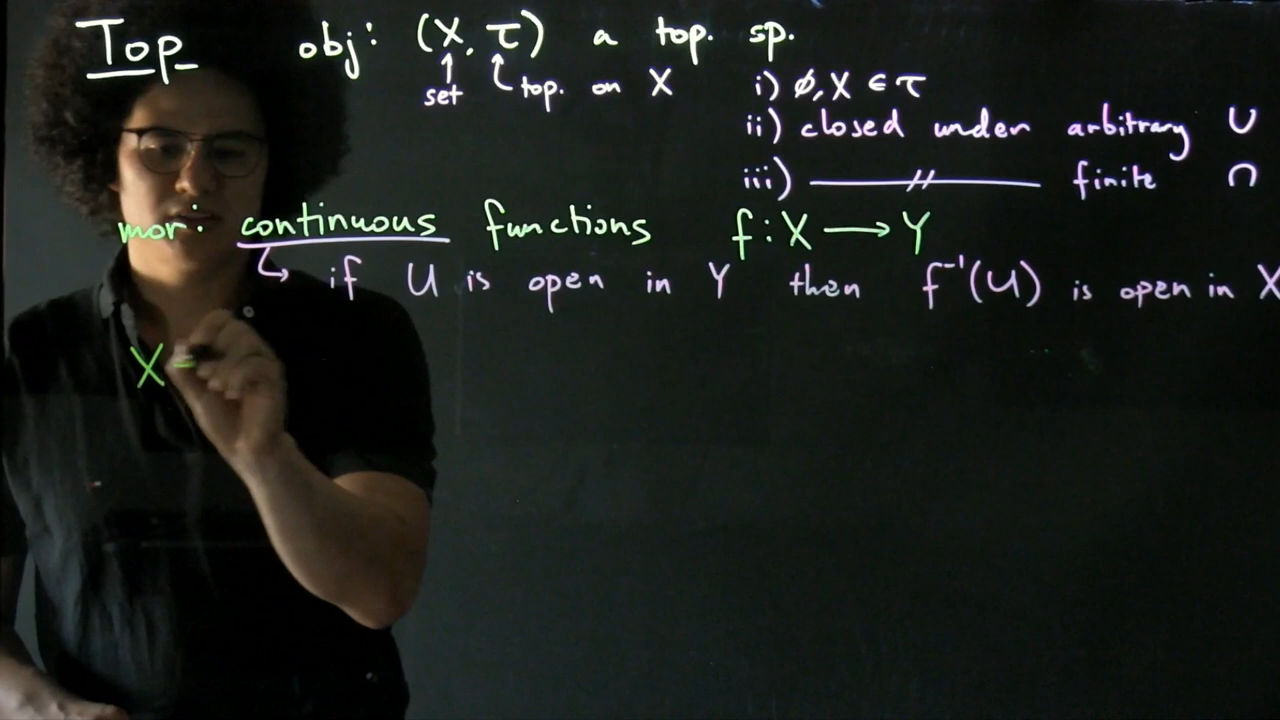 Top obj: (X, τ) a top. sp.
set top. on X i) ∅, X ∈ τ
ii) closed under arbitrary ∪
iii) —//— finite ∩
mor: continuous functions f: X → Y
↳ if U is open in Y then f⁻¹(U) is open in X
X